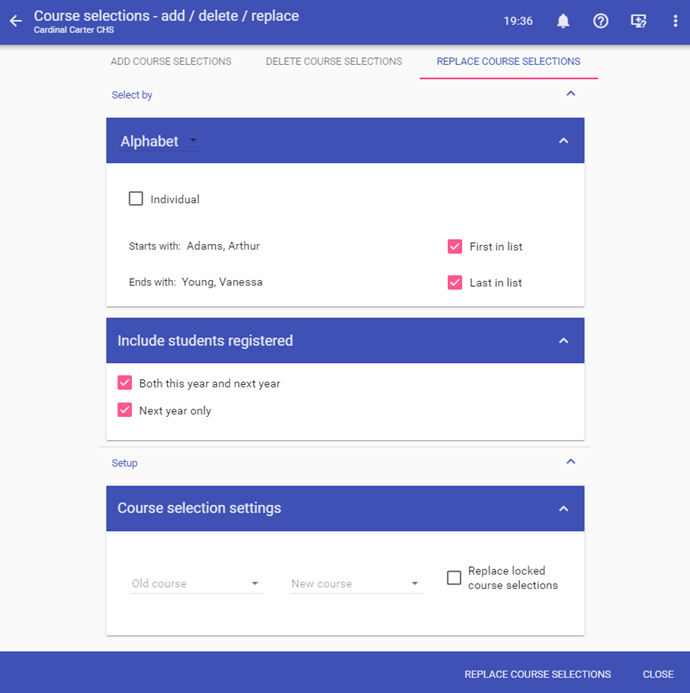 Course selections - add / delete / replace
Cardinal Carter CHS
19:36
ADD COURSE SELECTIONS
DELETE COURSE SELECTIONS
REPLACE COURSE SELECTIONS
Select by
Alphabet
Individual
Starts with: Adams, Arthur
First in list
Ends with: Young, Vanessa
Last in list
Include students registered
Both this year and next year
Next year only
Setup
Course selection settings
Old course
New course
Replace locked
course selections
REPLACE COURSE SELECTIONS
CLOSE